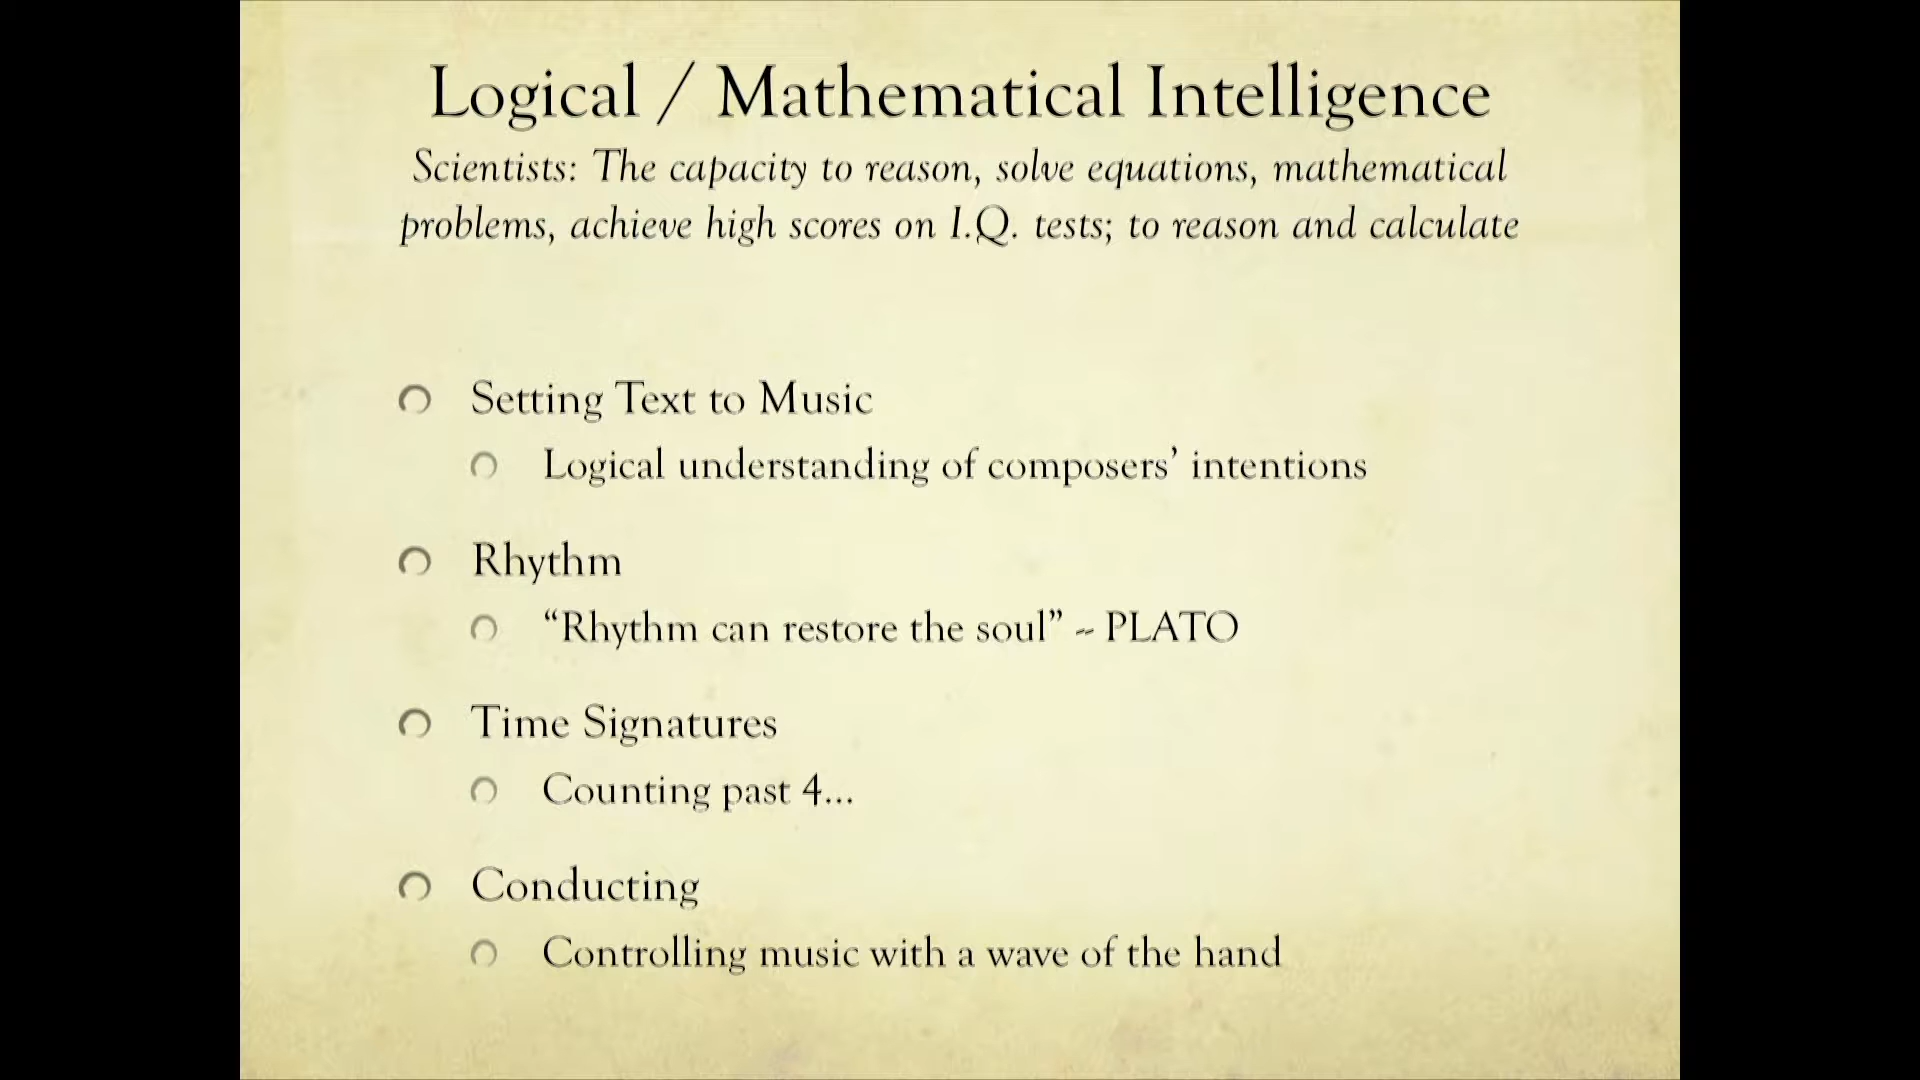 Logical / Mathematical Intelligence
Scientists: The capacity to reason, solve equations, mathematical
problems, achieve high scores on I.Q. tests; to reason and calculate
Setting Text to Music
Logical understanding of composers’ intentions
Rhythm
“Rhythm can restore the soul” -- PLATO
Time Signatures
Counting past 4...
Conducting
Controlling music with a wave of the hand